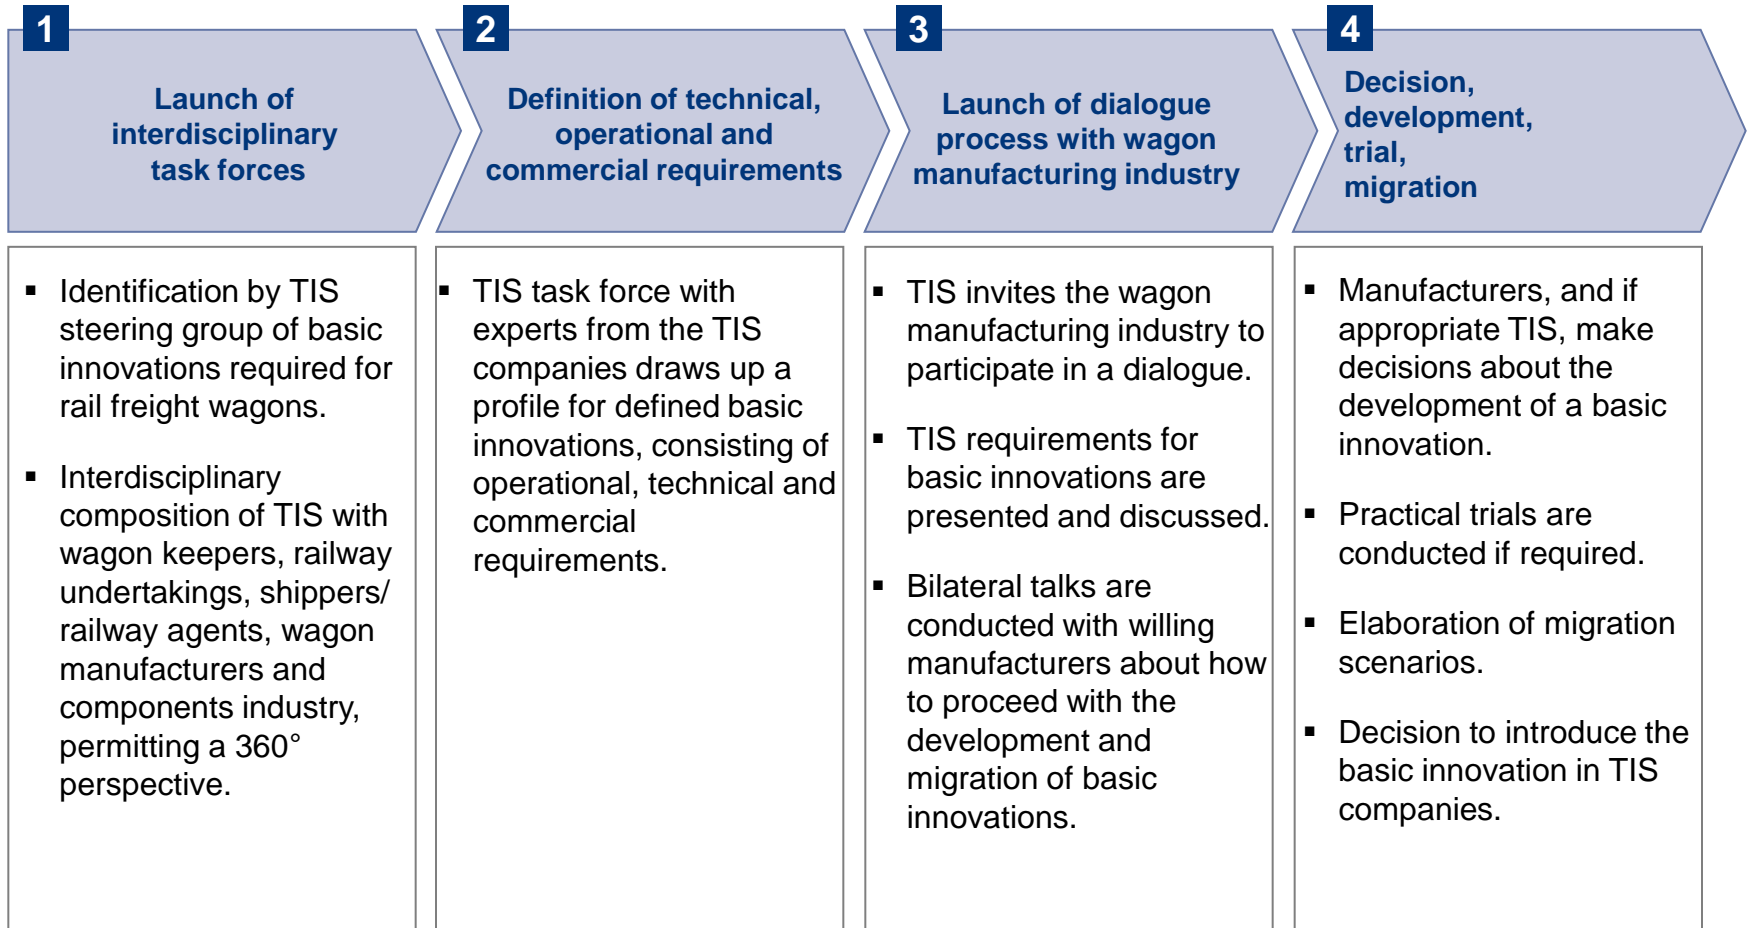 1
Launch of
interdisciplinary
task forces
2
Definition of technical,
operational and
commercial requirements
3
Launch of dialogue
process with wagon
manufacturing industry
4
Decision,
development,
trial,
migration
▪ Identification by TIS
steering group of basic
innovations required for
rail freight wagons.
▪ Interdisciplinary
composition of TIS with
wagon keepers, railway
undertakings, shippers/
railway agents, wagon
manufacturers and
components industry,
permitting a 360°
perspective.
▪ TIS task force with
experts from the TIS
companies draws up a
profile for defined basic
innovations, consisting of
operational, technical and
commercial
requirements.
▪ TIS invites the wagon
manufacturing industry to
participate in a dialogue.
▪ TIS requirements for
basic innovations are
presented and discussed.
▪ Bilateral talks are
conducted with willing
manufacturers about how
to proceed with the
development and
migration of basic
innovations.
▪ Manufacturers, and if
appropriate TIS, make
decisions about the
development of a basic
innovation.
▪ Practical trials are
conducted if required.
▪ Elaboration of migration
scenarios.
▪ Decision to introduce the
basic innovation in TIS
companies.